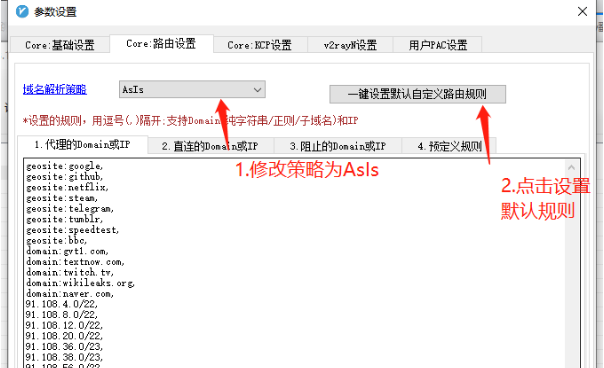 参数设置
Core:基础设置 Core:路由设置 Core:KCP设置 v2rayN设置 用户PAC设置
域名解析策略 AsIs 一键设置默认自定义路由规则
*设置的规则，用逗号(,)隔开;支持Domain(纯字符串/正则/子域名)和IP
1.代理的Domain或IP 2.直连的Domain或IP 3.阻止的Domain或IP 4.预定义规则
1.修改策略为AsIs
2.点击设置
默认规则
geosite:google,
geosite:github,
geosite:netflix,
geosite:steam,
geosite:telegram,
geosite:tumblr,
geosite:speedtest,
geosite:bbc,
domain:gvt1.com,
domain:textnow.com,
domain:twitch.tv,
domain:wikileaks.org,
domain:naver.com,
91.108.4.0/22,
91.108.8.0/22,
91.108.12.0/22,
91.108.20.0/22,
91.108.36.0/23,
91.108.38.0/23,